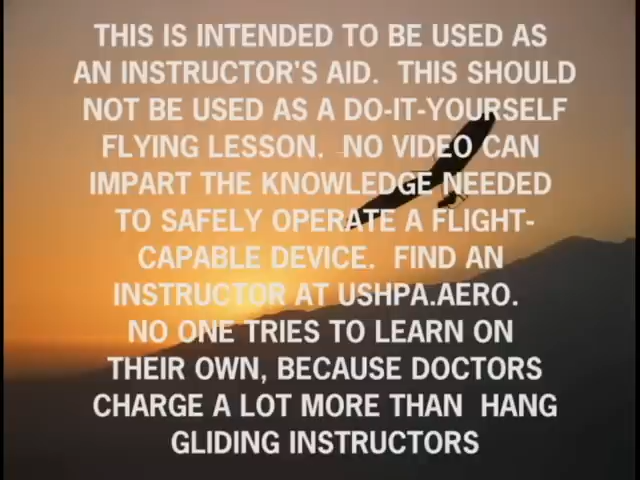 THIS IS INTENDED TO BE USED AS
AN INSTRUCTOR'S AID.  THIS SHOULD
NOT BE USED AS A DO-IT-YOURSELF
FLYING LESSON.  NO VIDEO CAN
IMPART THE KNOWLEDGE NEEDED
TO SAFELY OPERATE A FLIGHT-
CAPABLE DEVICE.  FIND AN
INSTRUCTOR AT USHPA.AERO.
NO ONE TRIES TO LEARN ON
THEIR OWN, BECAUSE DOCTORS
CHARGE A LOT MORE THAN  HANG
GLIDING INSTRUCTORS